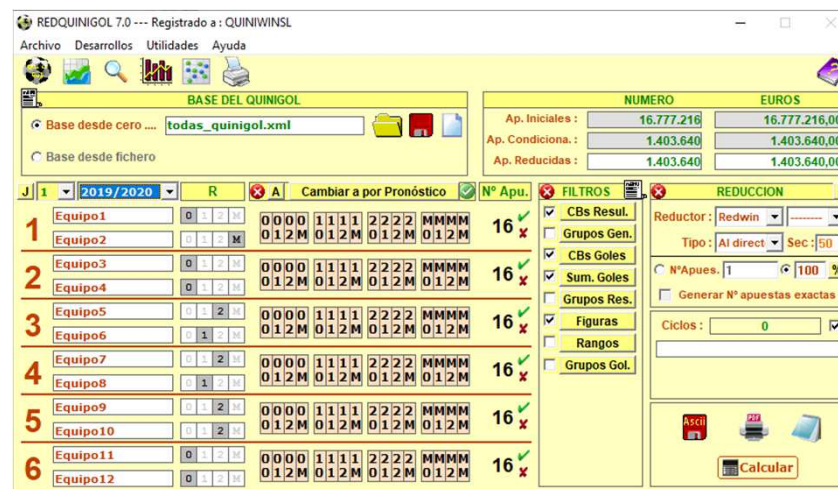 REDQUINIGOL 7.0 --- Registrado a : QUINIWINSL
Archivo Desarrollos Utilidades Ayuda
BASE DEL QUINIGOL
Base desde cero .... todas_quinigol.xml
Base desde fichero
NUMERO EUROS
Ap. Iniciales : 16.777.216 16.777.216,00
Ap. Condiciona. : 1.403.640 1.403.640,00
Ap. Reducidas : 1.403.640 1.403.640,00
J 1 2019/2020 R A Cambiar a por Pronóstico Nº Apu.
1 Equipo1 0 1 2 M 0000 1111 2222 MMMM 16
Equipo2 0 1 2 M 012M 012M 012M 012M
2 Equipo3 0 1 2 M 0000 1111 2222 MMMM 16
Equipo4 0 1 2 M 012M 012M 012M 012M
3 Equipo5 0 1 2 M 0000 1111 2222 MMMM 16
Equipo6 0 1 2 M 012M 012M 012M 012M
4 Equipo7 0 1 2 M 0000 1111 2222 MMMM 16
Equipo8 0 1 2 M 012M 012M 012M 012M
5 Equipo9 0 1 2 M 0000 1111 2222 MMMM 16
Equipo10 0 1 2 M 012M 012M 012M 012M
6 Equipo11 0 1 2 M 0000 1111 2222 MMMM 16
Equipo12 0 1 2 M 012M 012M 012M 012M
FILTROS
CBs Resul.
Grupos Gen.
CBs Goles
Sum. Goles
Grupos Res.
Figuras
Rangos
Grupos Gol.
REDUCCION
Reductor : Redwin --------
Tipo : Al direct Sec : 50
NºApues. 1 100 %
Generar Nº apuestas exactas
Ciclos : 0
Ascii PDF
Calcular